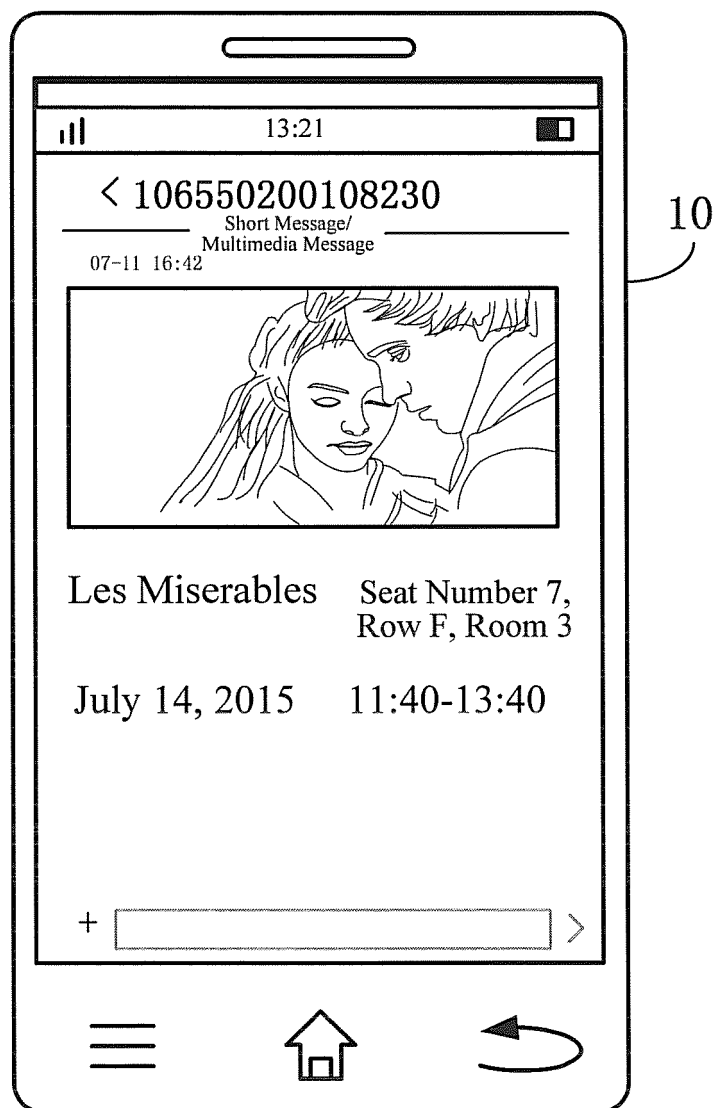 13:21
< 106550200108230
Short Message/
Multimedia Message
07-11 16:42
10
Les Miserables
Seat Number 7,
Row F, Room 3
July 14, 2015
11:40-13:40
+
>